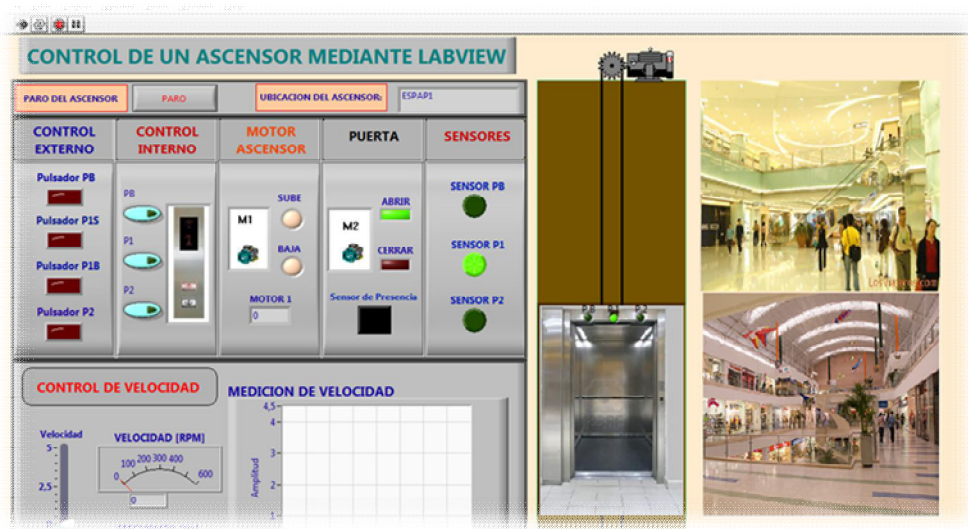 CONTROL DE UN ASCENSOR MEDIANTE LABVIEW
PARO DEL ASCENSOR
PARO
UBICACION DEL ASCENSOR:
ESPAP1
CONTROL EXTERNO
CONTROL INTERNO
MOTOR ASCENSOR
PUERTA
SENSORES
Pulsador PB
Pulsador P1S
Pulsador P1B
Pulsador P2
PB
P1
P2
M1
SUBE
BAJA
MOTOR 1
0
M2
ABRIR
CERRAR
Sensor de Presencia
SENSOR PB
SENSOR P1
SENSOR P2
CONTROL DE VELOCIDAD
Velocidad
5-
2,5-
0-
VELOCIDAD [RPM]
0 100 200 300 400 600
0
MEDICION DE VELOCIDAD
Amplitud
4,5-
4-
3-
2-
1-